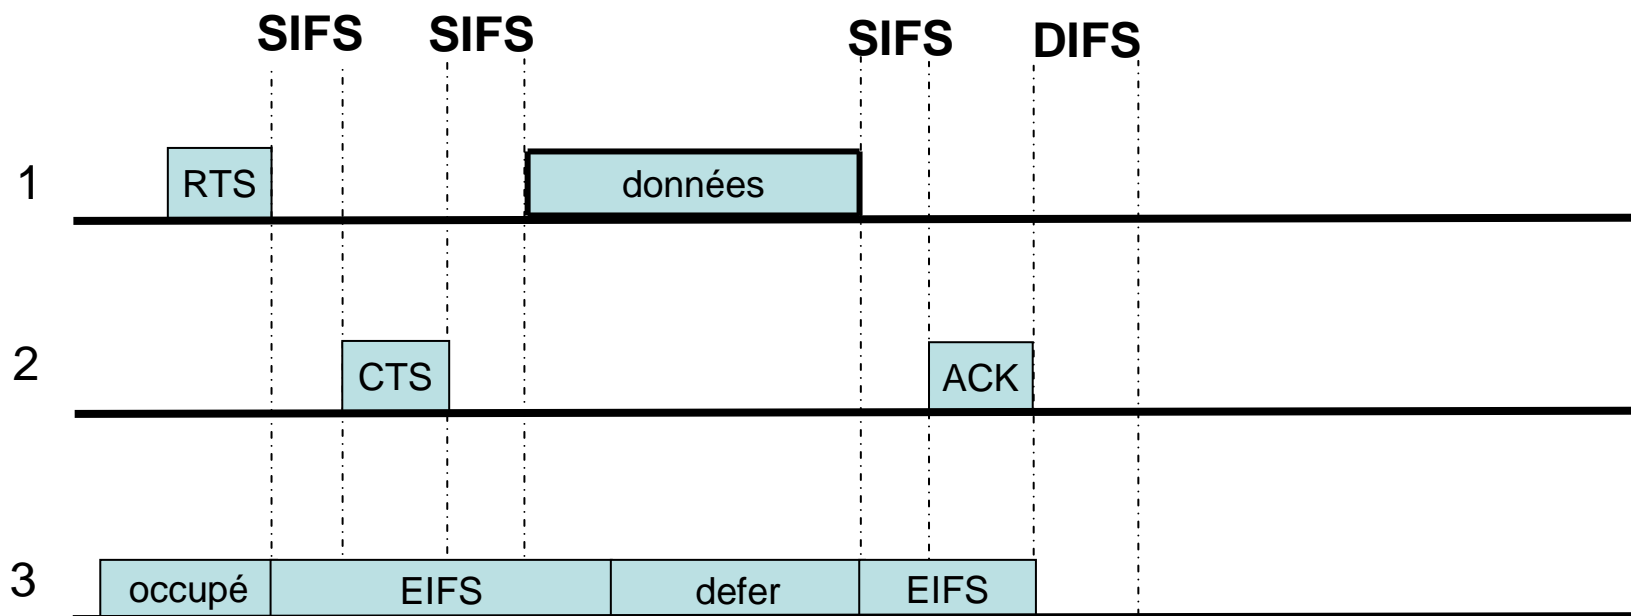 SIFS SIFS SIFS DIFS
1 RTS données
2 CTS ACK
3 occupé EIFS defer EIFS